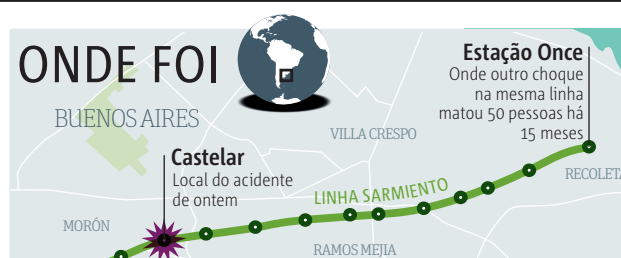 ONDE FOI
BUENOS AIRES
Estação Once
Onde outro choque
na mesma linha
matou 50 pessoas há
15 meses
VILLA CRESPO
RECOLETA
Castelar
Local do acidente
de ontem
LINHA SARMIENTO
MORÓN
RAMOS MEJIA